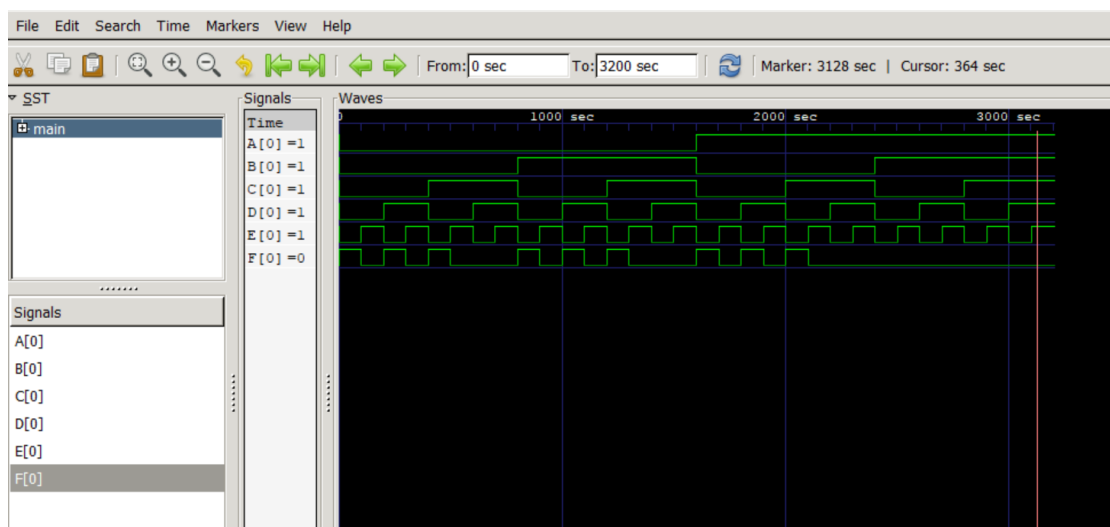 File Edit Search Time Markers View Help
From: 0 sec To: 3200 sec Marker: 3128 sec | Cursor: 364 sec
SST
main
Signals
Time
A[0] =1
B[0] =1
C[0] =1
D[0] =1
E[0] =1
F[0] =0
Waves
0 1000 sec 2000 sec 3000 sec
Signals
A[0]
B[0]
C[0]
D[0]
E[0]
F[0]